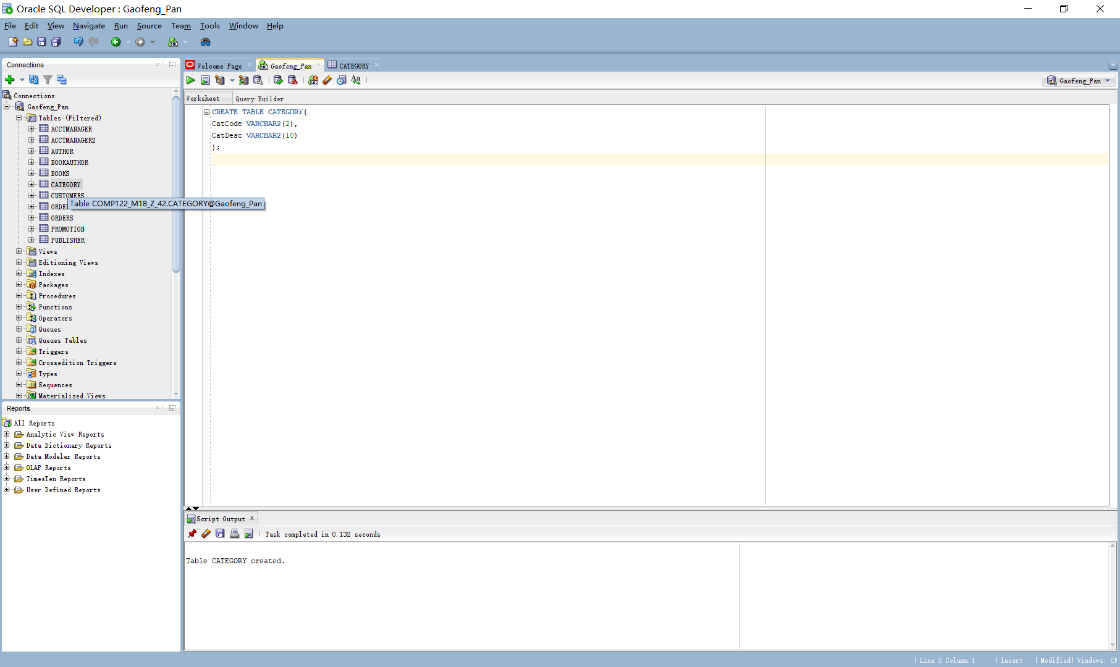 Oracle SQL Developer : Gaofeng_Pan
File Edit View Navigate Run Source Team Tools Window Help
Connections
Connections
Gaofeng_Pan
Tables (Filtered)
ACCTMANAGER
ACCTMANAGER2
AUTHOR
BOOKAUTHOR
BOOKS
CATEGORY
CUSTOMERS
Table COMP122_M18_Z_42.CATEGORY@Gaofeng_Pan
ORDERS
PROMOTION
PUBLISHER
Views
Editioning Views
Indexes
Packages
Procedures
Functions
Operators
Queues
Queues Tables
Triggers
Crossedition Triggers
Types
Sequences
Materialized Views
Reports
All Reports
Analytic View Reports
Data Dictionary Reports
Data Modeler Reports
OLAP Reports
TimesTen Reports
User Defined Reports
Welcome Page Gaofeng_Pan CATEGORY
Gaofeng_Pan
Worksheet Query Builder
CREATE TABLE CATEGORY(
CatCode VARCHAR2(2),
CatDesc VARCHAR2(10)
);
Script Output
Task completed in 0.132 seconds
Table CATEGORY created.
Line 5 Column 1 Insert Modified Windows: